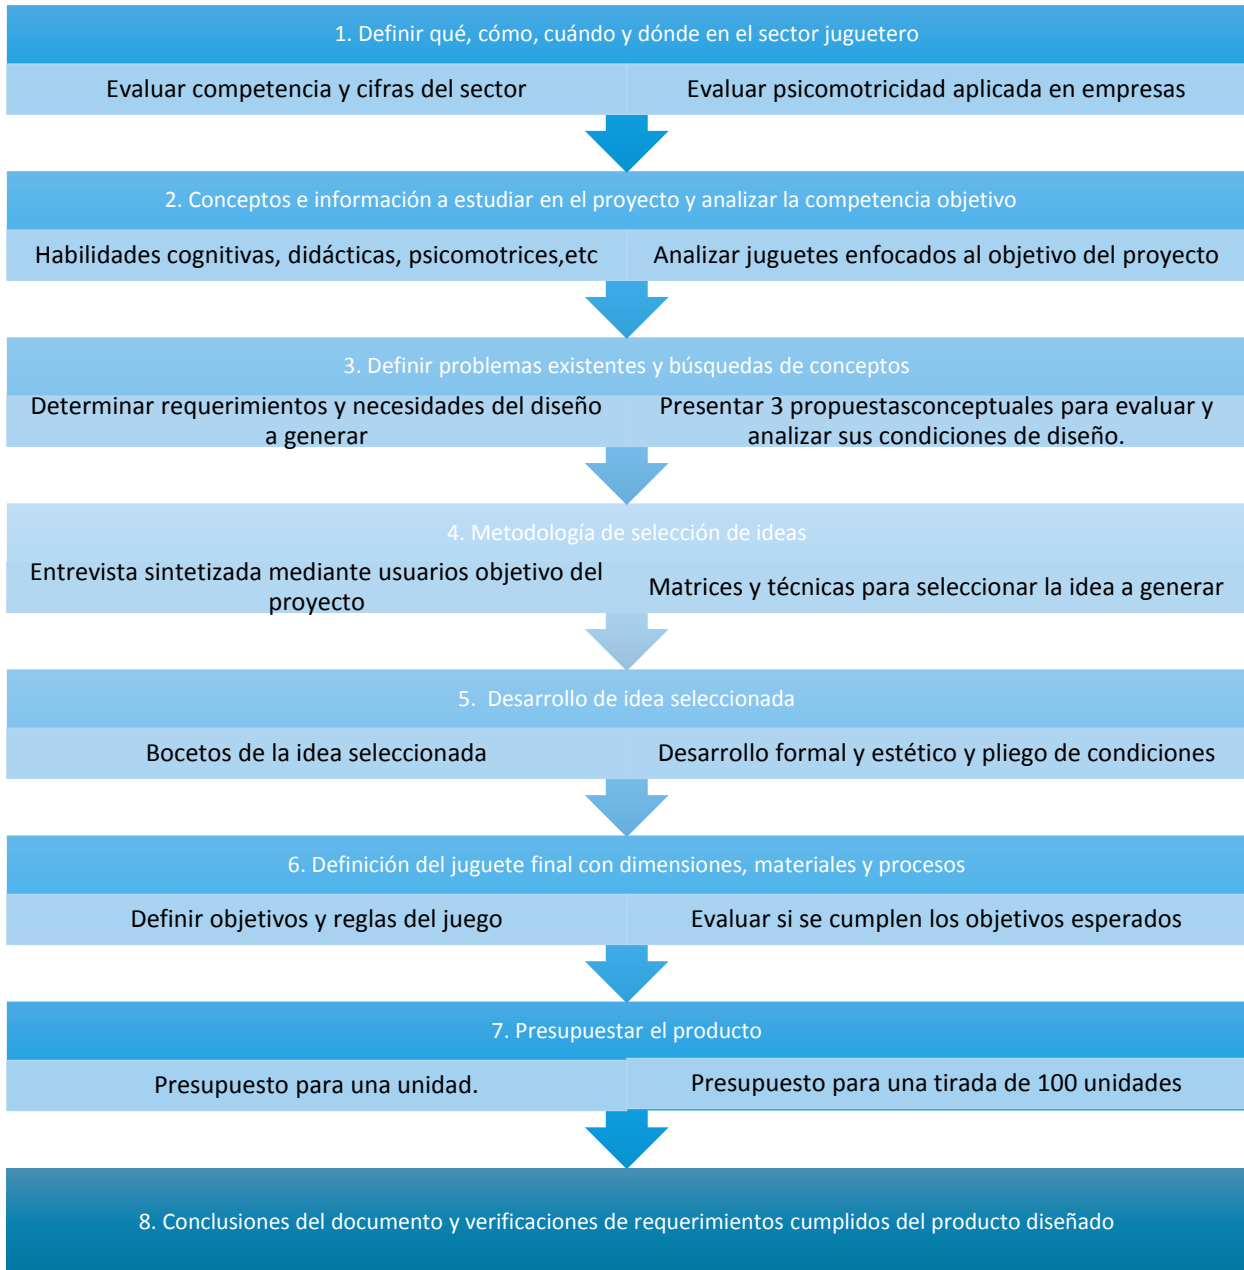 1. Definir qué, cómo, cuándo y dónde en el sector juguetero
Evaluar competencia y cifras del sector
Evaluar psicomotricidad aplicada en empresas
2. Conceptos e información a estudiar en el proyecto y analizar la competencia objetivo
Habilidades cognitivas, didácticas, psicomotrices,etc
Analizar juguetes enfocados al objetivo del proyecto
3. Definir problemas existentes y búsquedas de conceptos
Determinar requerimientos y necesidades del diseño
a generar
Presentar 3 propuestasconceptuales para evaluar y
analizar sus condiciones de diseño.
4. Metodología de selección de ideas
Entrevista sintetizada mediante usuarios objetivo del
proyecto
Matrices y técnicas para seleccionar la idea a generar
5. Desarrollo de idea seleccionada
Bocetos de la idea seleccionada
Desarrollo formal y estético y pliego de condiciones
6. Definición del juguete final con dimensiones, materiales y procesos
Definir objetivos y reglas del juego
Evaluar si se cumplen los objetivos esperados
7. Presupuestar el producto
Presupuesto para una unidad.
Presupuesto para una tirada de 100 unidades
8. Conclusiones del documento y verificaciones de requerimientos cumplidos del producto diseñado